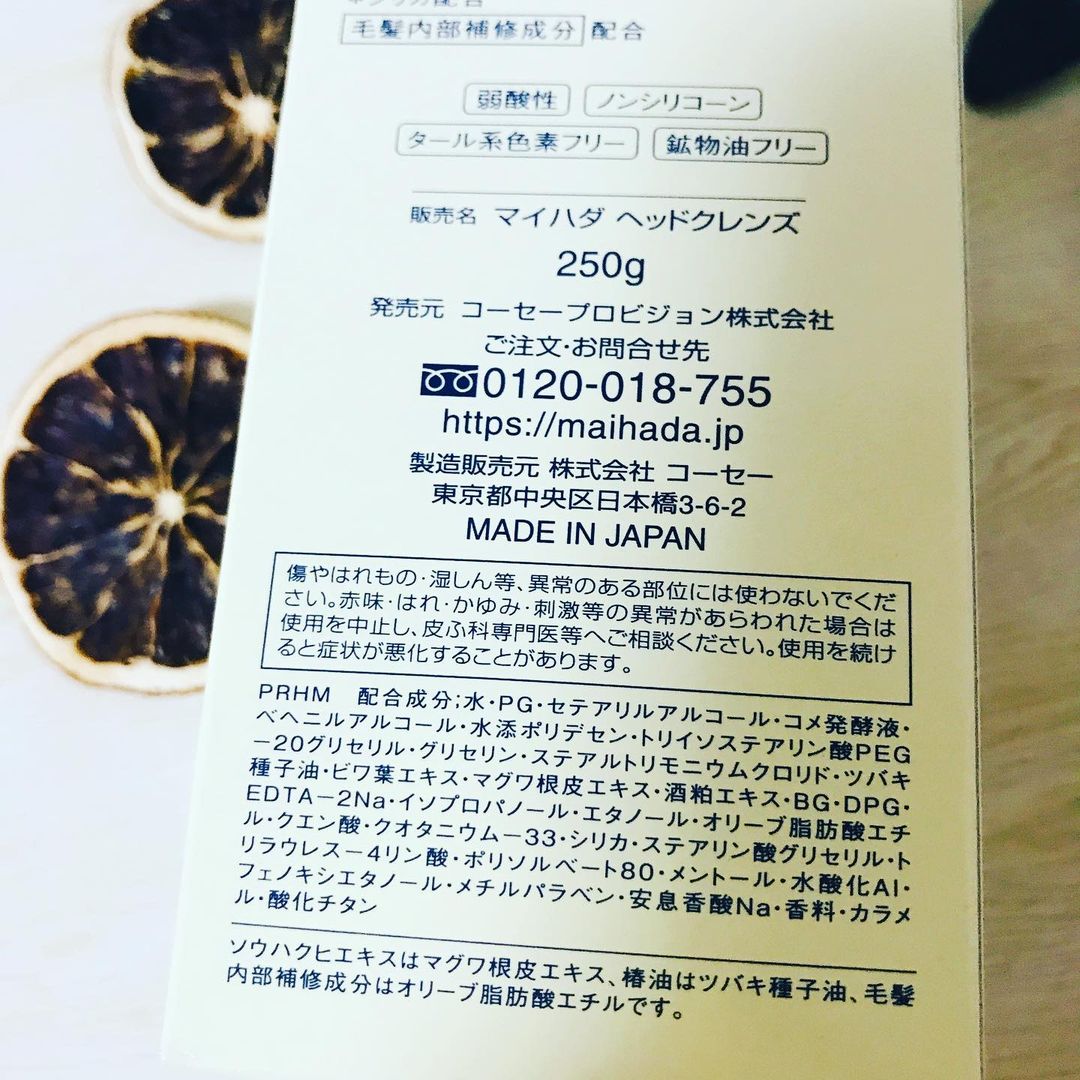 配合
毛髪内部補修成分 配合
弱酸性 ノンシリコーン
タール系色素フリー 鉱物油フリー
販売名 マイハダ ヘッドクレンズ
250g
発売元 コーセープロビジョン株式会社
ご注文・お問合せ先
0120-018-755
https://maihada.jp
製造販売元 株式会社 コーセー
東京都中央区日本橋3-6-2
MADE IN JAPAN
傷やはれもの・湿しん等、異常のある部位には使わないでくだ
さい。赤味・はれ・かゆみ・刺激等の異常があらわれた場合は
使用を中止し、皮ふ科専門医等へご相談ください。使用を続け
ると症状が悪化することがあります。
PRHM 配合成分;水・PG・セテアリルアルコール・コメ発酵液・
ベヘニルアルコール・水添ポリデセン・トリイソステアリン酸PEG
－20グリセリル・グリセリン・ステアルトリモニウムクロリド・ツバキ
種子油・ビワ葉エキス・マグワ根皮エキス・酒粕エキス・BG・DPG・
EDTA－2Na・イソプロパノール・エタノール・オリーブ脂肪酸エチ
ル・クエン酸・クオタニウム－33・シリカ・ステアリン酸グリセリル・ト
リラウレス－4リン酸・ポリソルベート80・メントール・水酸化Al・
フェノキシエタノール・メチルパラベン・安息香酸Na・香料・カラメ
ル・酸化チタン
ソウハクヒエキスはマグワ根皮エキス、椿油はツバキ種子油、毛髪
内部補修成分はオリーブ脂肪酸エチルです。